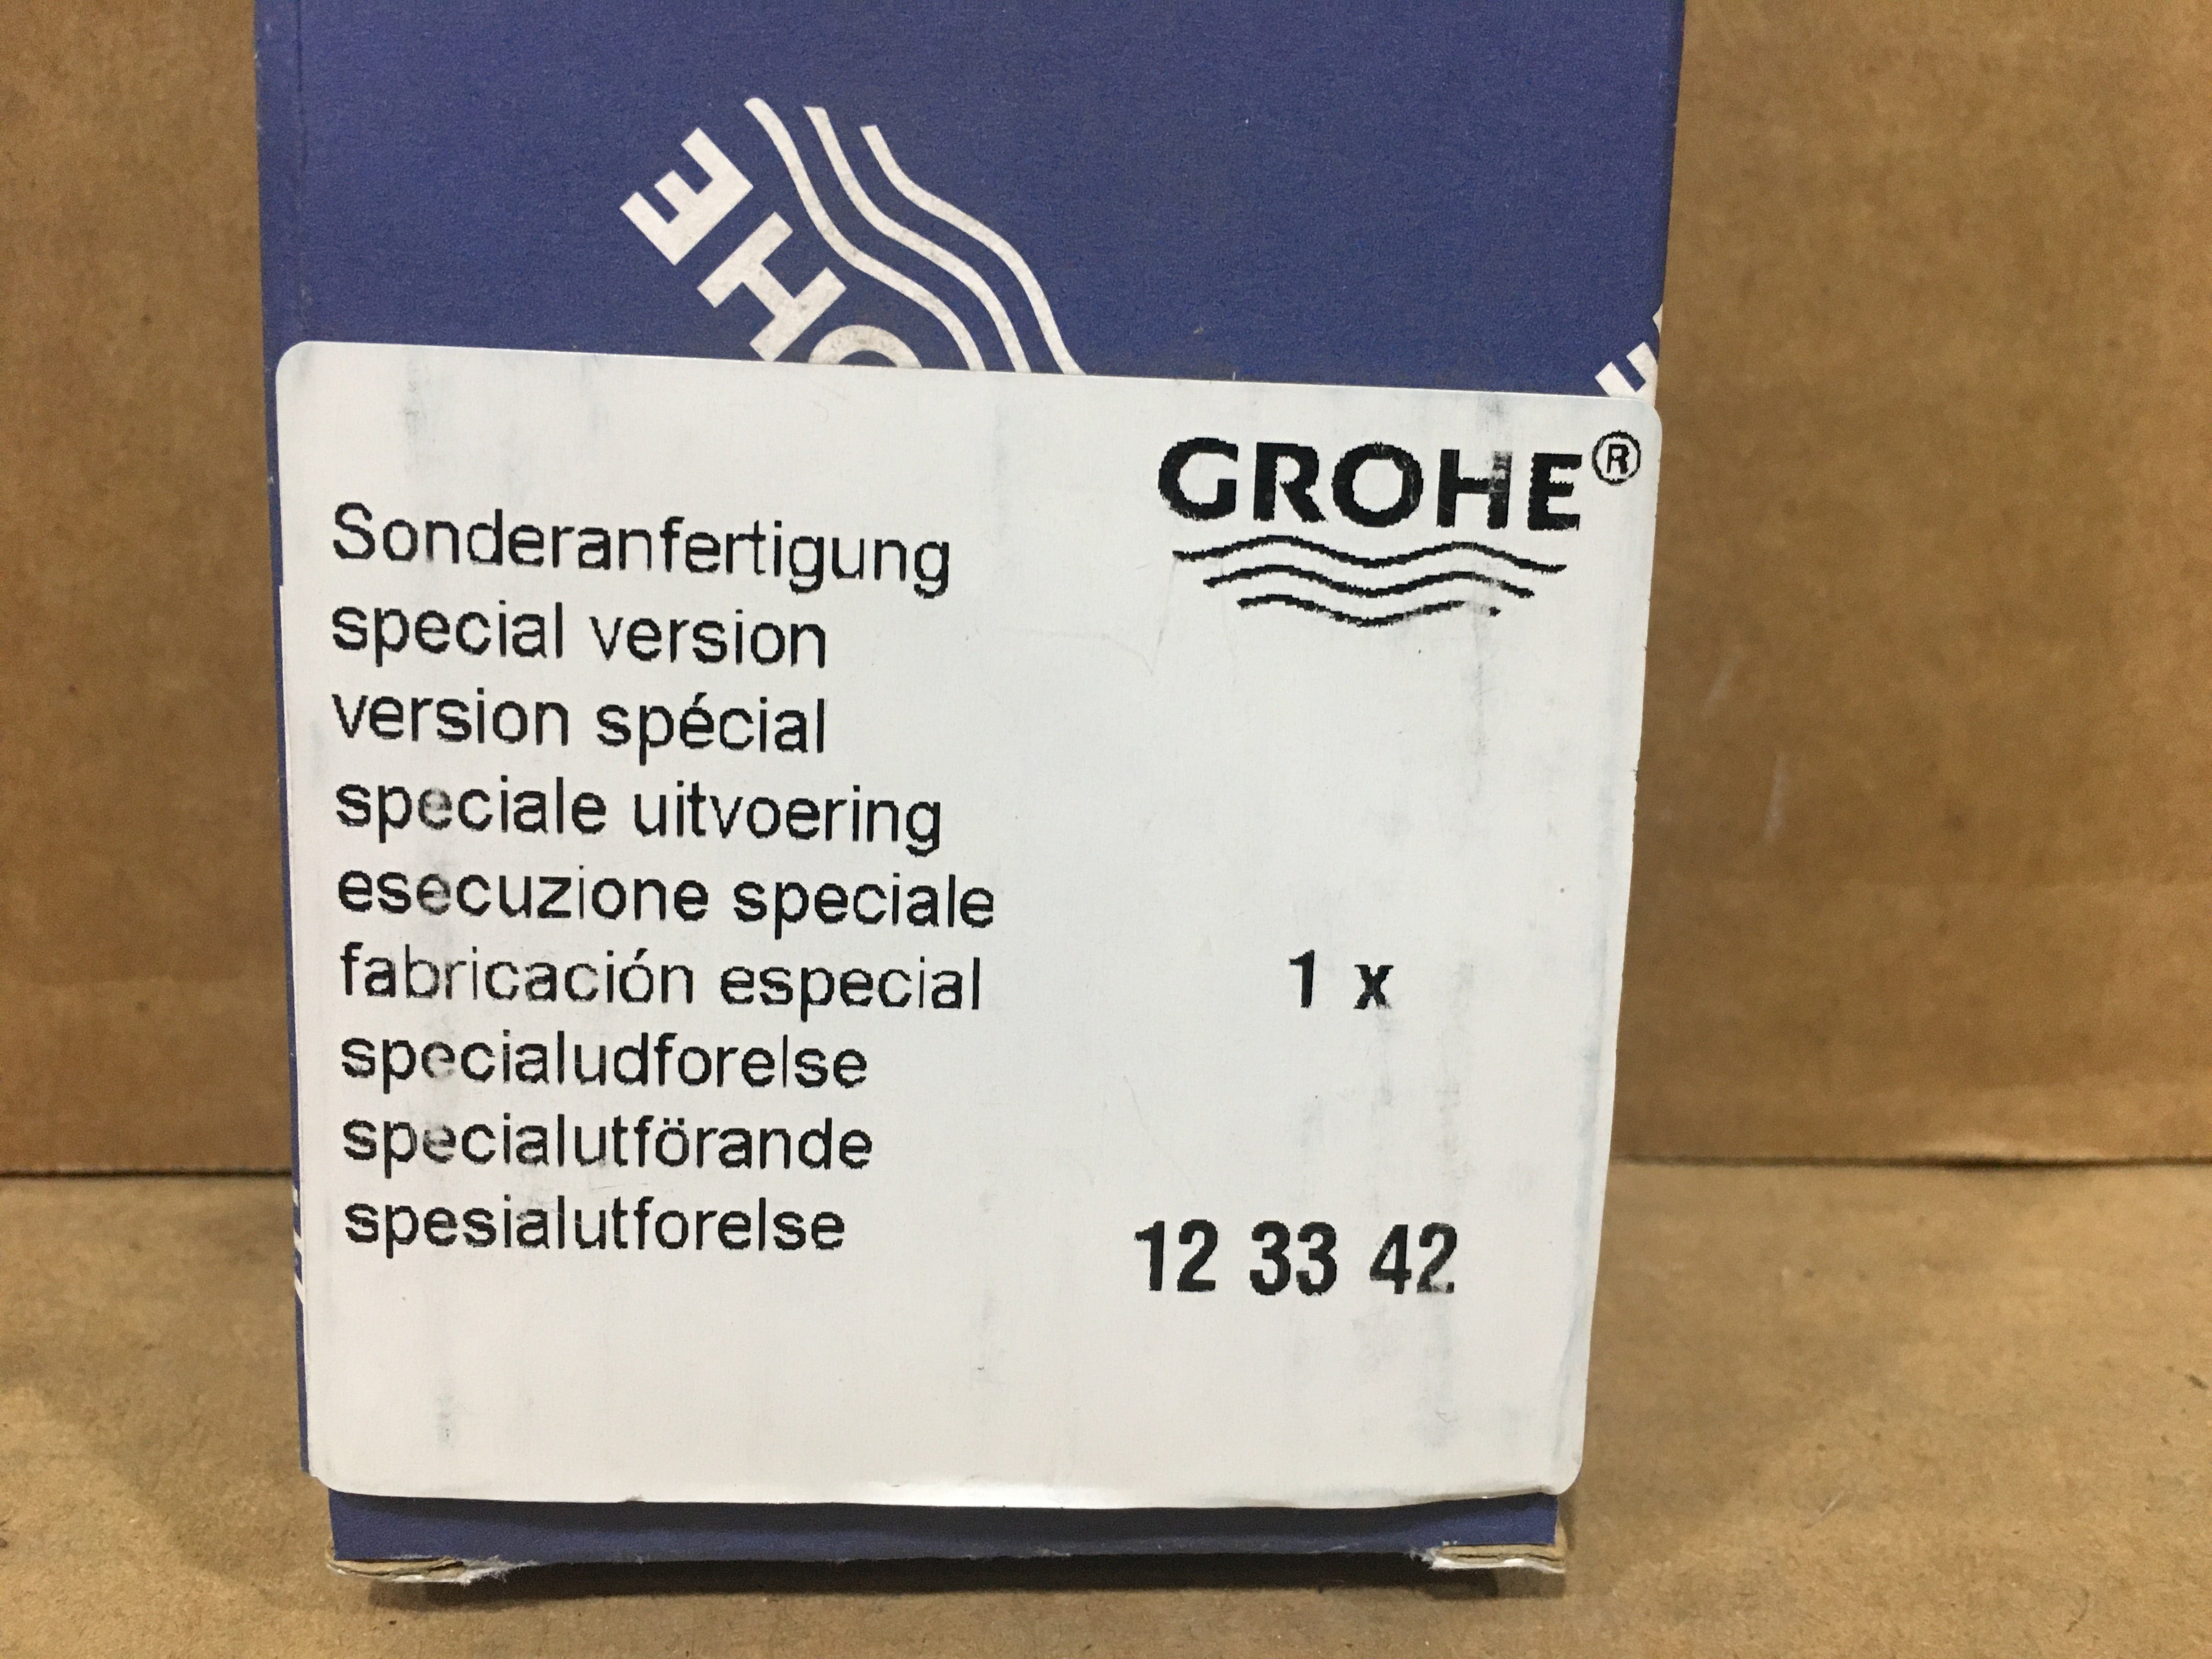 GROHE®
Sonderanfertigung
special version
version spécial
speciale uitvoering
esecuzione speciale
fabricación especial
1 x
specialudforelse
specialutförande
spesialutforelse
12 33 42